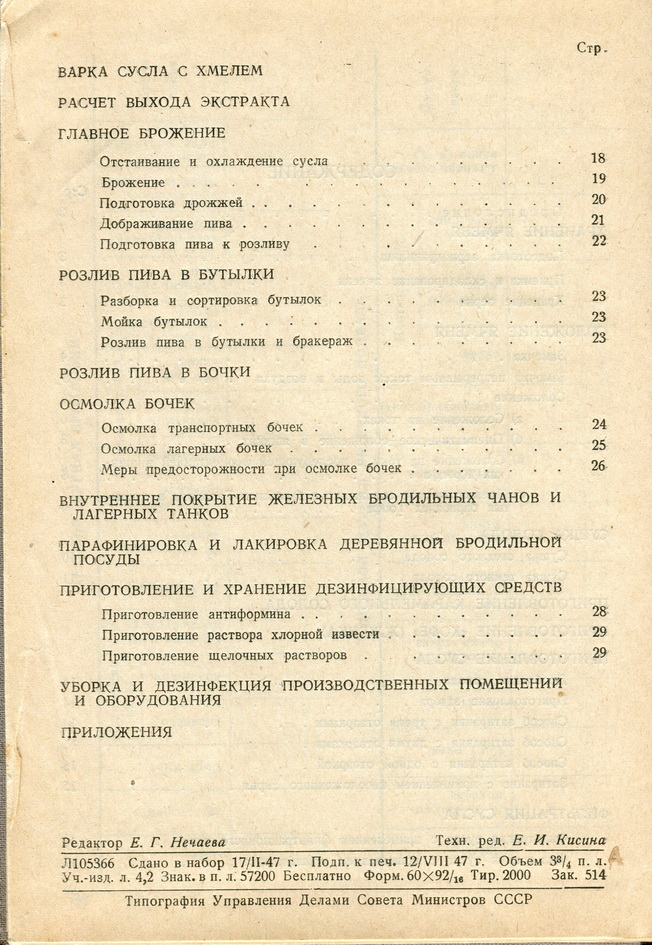 Стр.
ВАРКА СУСЛА С ХМЕЛЕМ
РАСЧЕТ ВЫХОДА ЭКСТРАКТА
ГЛАВНОЕ БРОЖЕНИЕ
Отстаивание и охлаждение сусла . . . . . . . . 18
Брожение . . . . . . . . . . . . . . 19
Подготовка дрожжей . . . . . . . . . . . . 20
Дображивание пива . . . . . . . . . . . . 21
Подготовка пива к розливу . . . . . . . . . 22
РОЗЛИВ ПИВА В БУТЫЛКИ
Разборка и сортировка бутылок . . . . . . . . 23
Мойка бутылок . . . . . . . . . . . . . 23
Розлив пива в бутылки и бракераж . . . . . . . 23
РОЗЛИВ ПИВА В БОЧКИ
ОСМОЛКА БОЧЕК
Осмолка транспортных бочек . . . . . . . . . 24
Осмолка лагерных бочек . . . . . . . . . . 25
Меры предосторожности при осмолке бочек . . . . . 26
ВНУТРЕННЕЕ ПОКРЫТИЕ ЖЕЛЕЗНЫХ БРОДИЛЬНЫХ ЧАНОВ И
ЛАГЕРНЫХ ТАНКОВ
ПАРАФИНИРОВКА И ЛАКИРОВКА ДЕРЕВЯННОЙ БРОДИЛЬНОЙ
ПОСУДЫ
ПРИГОТОВЛЕНИЕ И ХРАНЕНИЕ ДЕЗИНФИЦИРУЮЩИХ СРЕДСТВ
Приготовление антиформина . . . . . . . . . 28
Приготовление раствора хлорной извести . . . . . 29
Приготовление щелочных растворов . . . . . . . 29
УБОРКА И ДЕЗИНФЕКЦИЯ ПРОИЗВОДСТВЕННЫХ ПОМЕЩЕНИЙ
И ОБОРУДОВАНИЯ
ПРИЛОЖЕНИЯ
Редактор Е. Г. Нечаева Техн. ред. Е. И. Кисина
Л105366 Сдано в набор 17/II-47 г. Подп. к печ. 12/VIII 47 г. Объем 3³/₄ п. л.
Уч.-изд. л. 4,2 Знак. в п. л. 57200 Бесплатно Форм. 60×92/₁₆ Тир. 2000 Зак. 514
Типография Управления Делами Совета Министров СССР